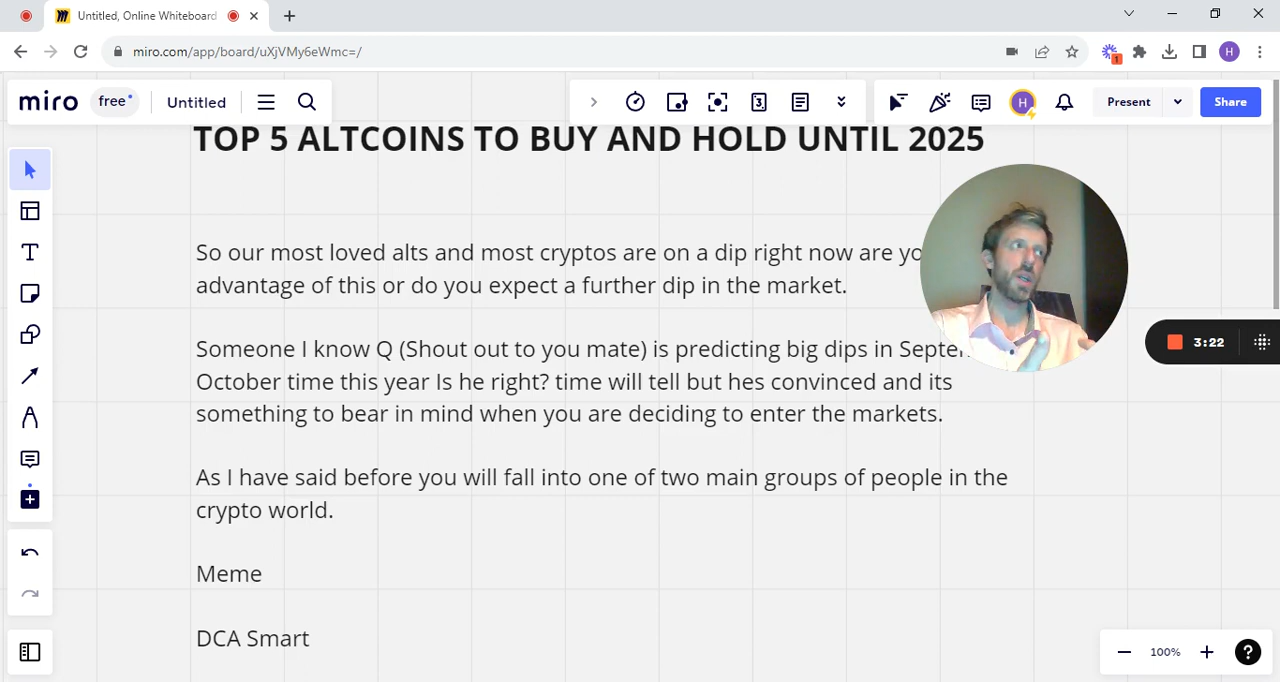 Untitled, Online Whiteboard
miro.com/app/board/uXjVMy6eWmc=/
1
H
miro
free
Untitled
3
H
Present
Share
TOP 5 ALTCOINS TO BUY AND HOLD UNTIL 2025
So our most loved alts and most cryptos are on a dip right now are
advantage of this or do you expect a further dip in the market.
Someone I know Q (Shout out to you mate) is predicting big dips in
October time this year Is he right? time will tell but hes convinced and its
something to bear in mind when you are deciding to enter the markets.
As I have said before you will fall into one of two main groups of people in the
crypto world.
Meme
DCA Smart
3:22
100%
?